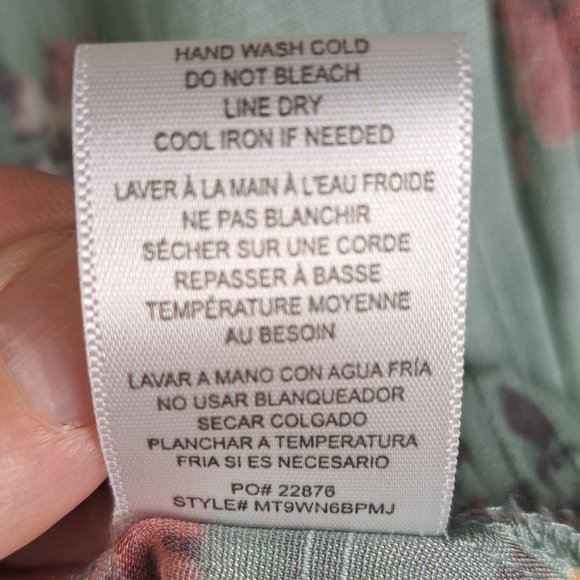 HAND WASH COLD
DO NOT BLEACH
LINE DRY
COOL IRON IF NEEDED
LAVER À LA MAIN À L'EAU FROIDE
NE PAS BLANCHIR
SÉCHER SUR UNE CORDE
REPASSER À BASSE
TEMPÉRATURE MOYENNE
AU BESOIN
LAVAR A MANO CON AGUA FRÍA
NO USAR BLANQUEADOR
SECAR COLGADO
PLANCHAR A TEMPERATURA
FRIA SI ES NECESARIO
PO# 22876
STYLE# MT9WN6BPMJ